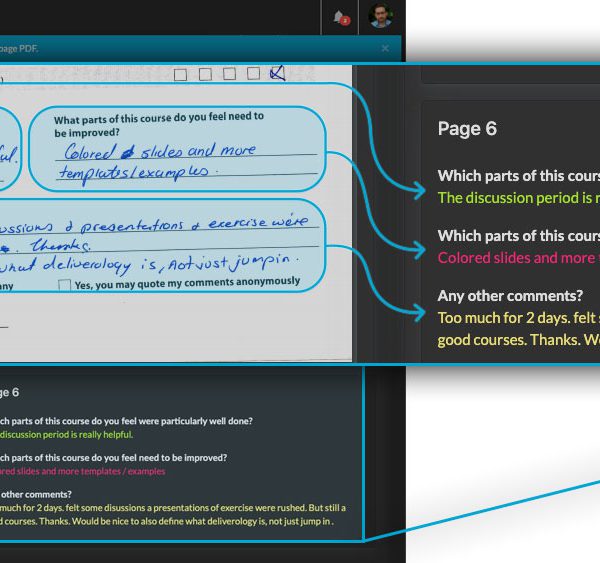 2
page PDF.
×
)
What parts of this course do you feel need to
be improved?
Colored slides and more
templates/examples.
ful.
ussions & presentations & exercise were
Thanks.
what deliverology is, not just jump in.
any
Yes, you may quote my comments anonymously
Page 6
Which parts of this cours
The discussion period is r
Which parts of this cours
Colored slides and more
Any other comments?
Too much for 2 days. felt s
good courses. Thanks. Wo
ge 6
ch parts of this course do you feel were particularly well done?
discussion period is really helpful.
ch parts of this course do you feel need to be improved?
ored slides and more templates / examples
other comments?
much for 2 days. felt some disussions a presentations of exercise were rushed. But still a
d courses. Thanks. Would be nice to also define what deliverology is, not just jump in .